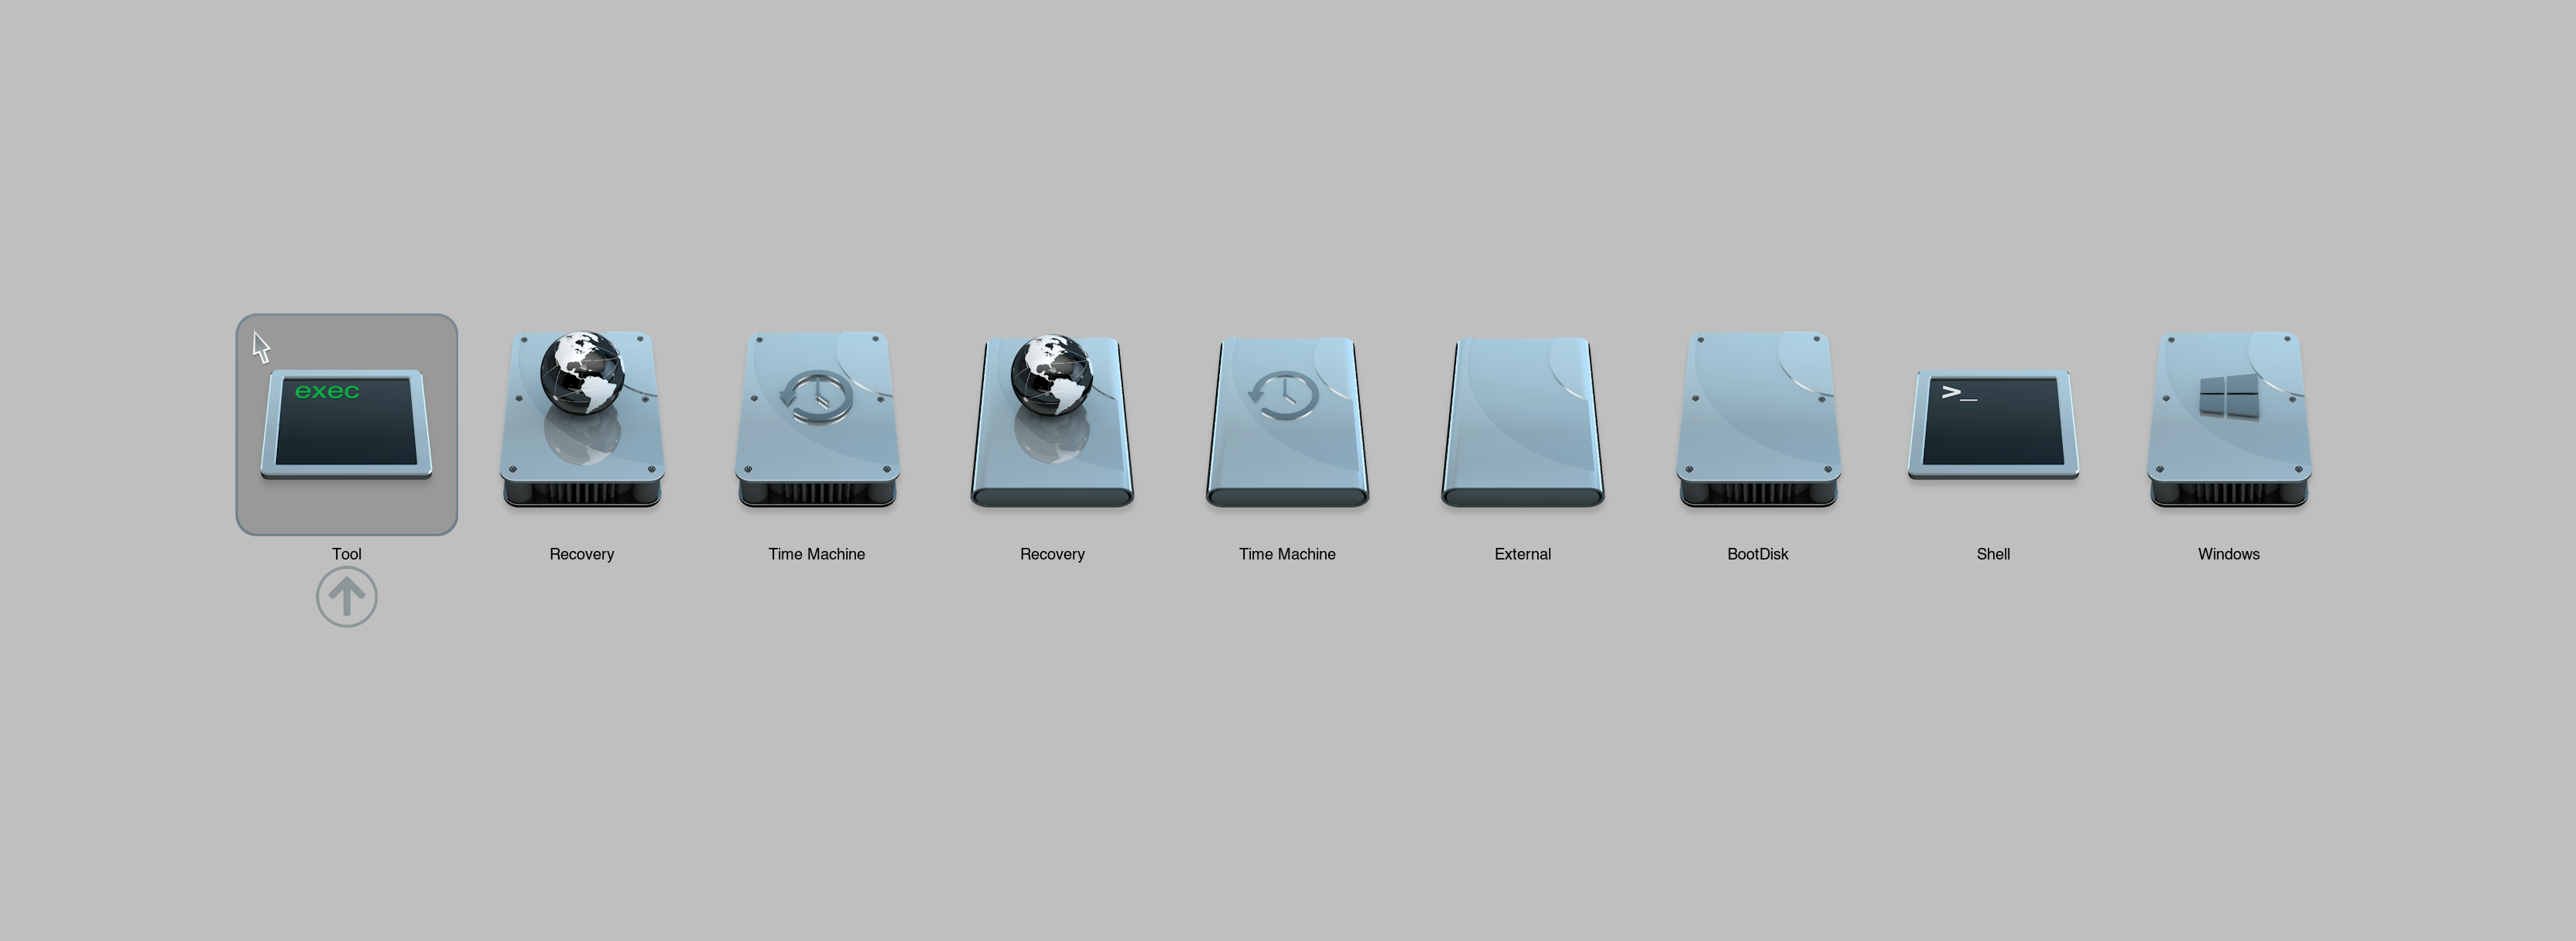 exec
>_
Tool
Recovery
Time Machine
Recovery
Time Machine
External
BootDisk
Shell
Windows